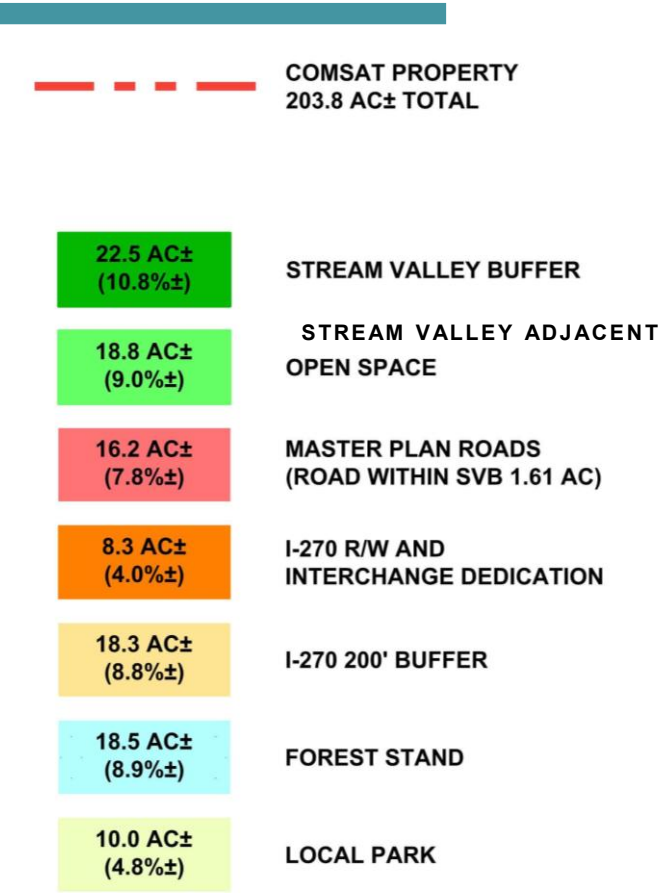 COMSAT PROPERTY
203.8 AC± TOTAL
22.5 AC±
(10.8%±)
STREAM VALLEY BUFFER
STREAM VALLEY ADJACENT
OPEN SPACE
18.8 AC±
(9.0%±)
16.2 AC±
(7.8%±)
MASTER PLAN ROADS
(ROAD WITHIN SVB 1.61 AC)
8.3 AC±
(4.0%±)
I-270 R/W AND
INTERCHANGE DEDICATION
18.3 AC±
(8.8%±)
I-270 200' BUFFER
18.5 AC±
(8.9%±)
FOREST STAND
10.0 AC±
(4.8%±)
LOCAL PARK